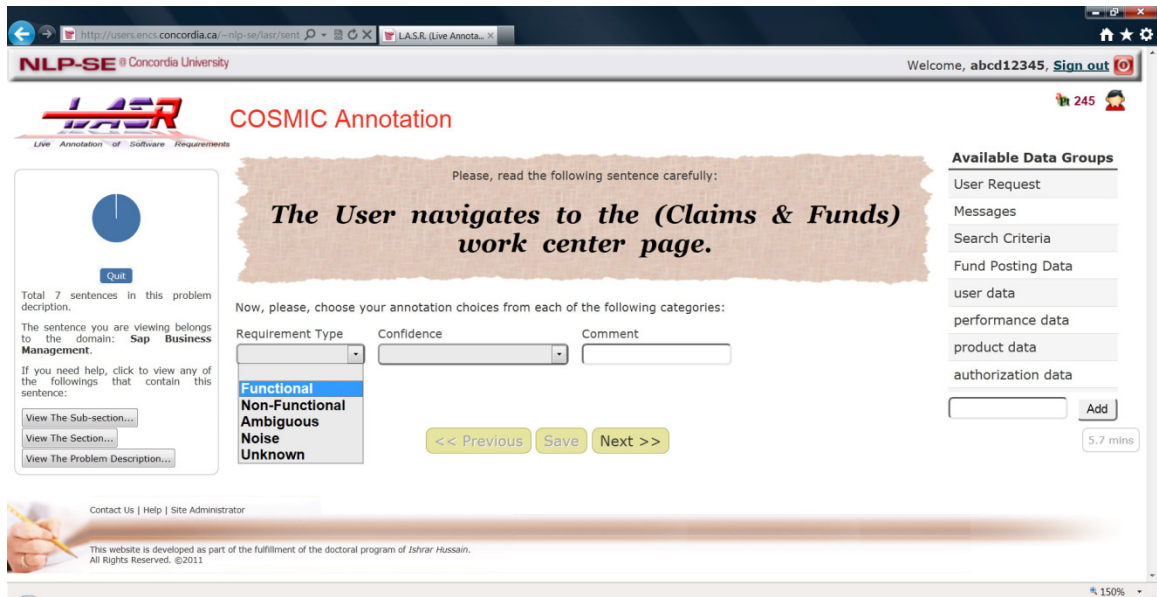 http://users.encs.concordia.ca/~nlp-se/lasr/sent
L.A.S.R. (Live Annota...
NLP-SE @ Concordia University
Welcome, abcd12345, Sign out
LASR
Live Annotation of Software Requirements
COSMIC Annotation
245
Please, read the following sentence carefully:
The User navigates to the (Claims & Funds)
work center page.
Quit
Total 7 sentences in this problem
decription.
The sentence you are viewing belongs
to the domain: Sap Business
Management.
If you need help, click to view any of
the followings that contain this
sentence:
View The Sub-section...
View The Section...
View The Problem Description...
Now, please, choose your annotation choices from each of the following categories:
Requirement Type Confidence Comment
Functional
Non-Functional
Ambiguous
Noise
Unknown
<< Previous Save Next >>
Available Data Groups
User Request
Messages
Search Criteria
Fund Posting Data
user data
performance data
product data
authorization data
Add
5.7 mins
Contact Us | Help | Site Administrator
This website is developed as part of the fulfillment of the doctoral program of Ishrar Hussain.
All Rights Reserved. ©2011
150%